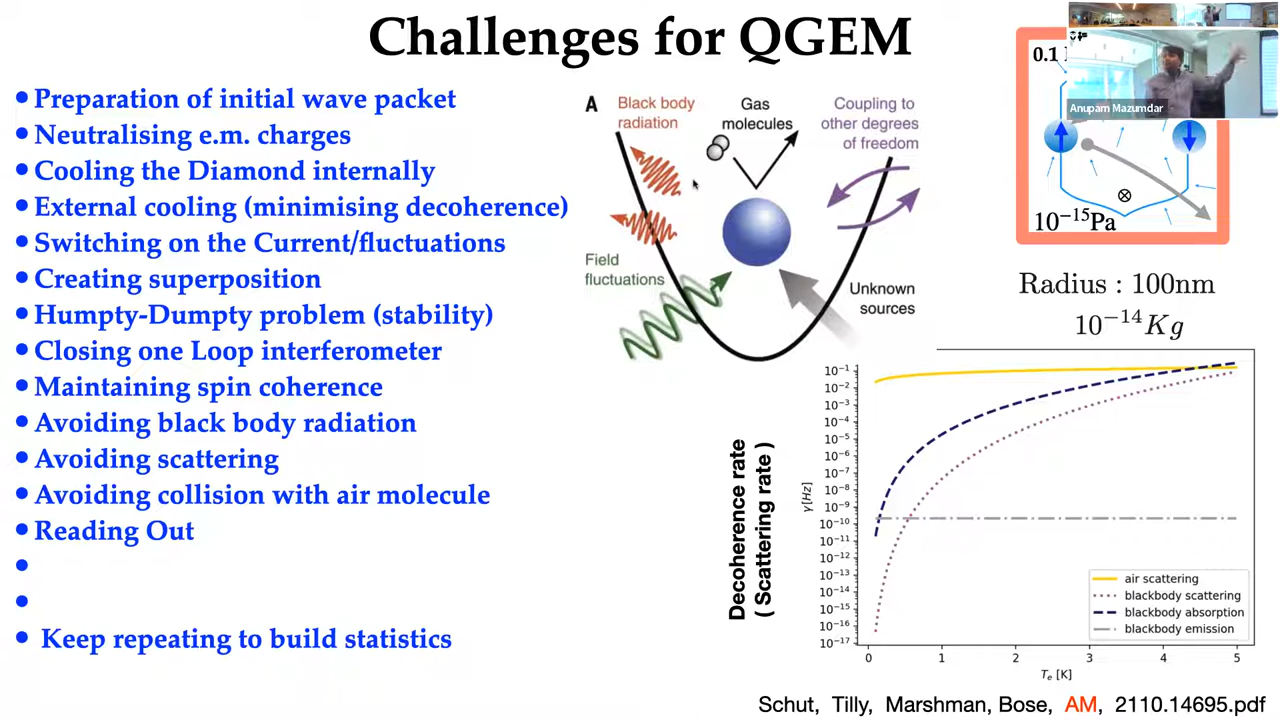 Challenges for QGEM
• Preparation of initial wave packet
• Neutralising e.m. charges
• Cooling the Diamond internally
• External cooling (minimising decoherence)
• Switching on the Current/fluctuations
• Creating superposition
• Humpty-Dumpty problem (stability)
• Closing one Loop interferometer
• Maintaining spin coherence
• Avoiding black body radiation
• Avoiding scattering
• Avoiding collision with air molecule
• Reading Out
•
•
• Keep repeating to build statistics
A
Black body
radiation
Gas
molecules
Coupling to
other degrees
of freedom
Field
fluctuations
Unknown
sources
0.1
Anupam Mazumdar
⊗
10⁻¹⁵Pa
Radius : 100nm
10⁻¹⁴Kg
Decoherence rate
( Scattering rate )
γ[Hz]
10⁻¹
10⁻²
10⁻³
10⁻⁴
10⁻⁵
10⁻⁶
10⁻⁷
10⁻⁸
10⁻⁹
10⁻¹⁰
10⁻¹¹
10⁻¹²
10⁻¹³
10⁻¹⁴
10⁻¹⁵
10⁻¹⁶
10⁻¹⁷
air scattering
blackbody scattering
blackbody absorption
blackbody emission
0 1 2 3 4 5
Tₑ [K]
Schut, Tilly, Marshman, Bose, AM, 2110.14695.pdf